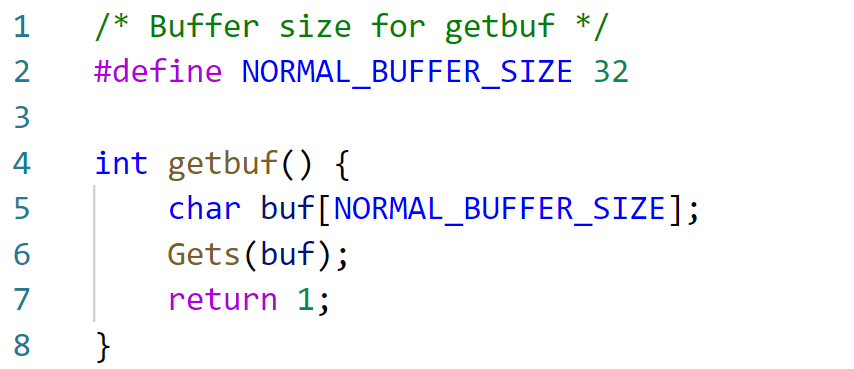 1 /* Buffer size for getbuf */
2 #define NORMAL_BUFFER_SIZE 32
3
4 int getbuf() {
5     char buf[NORMAL_BUFFER_SIZE];
6     Gets(buf);
7     return 1;
8 }